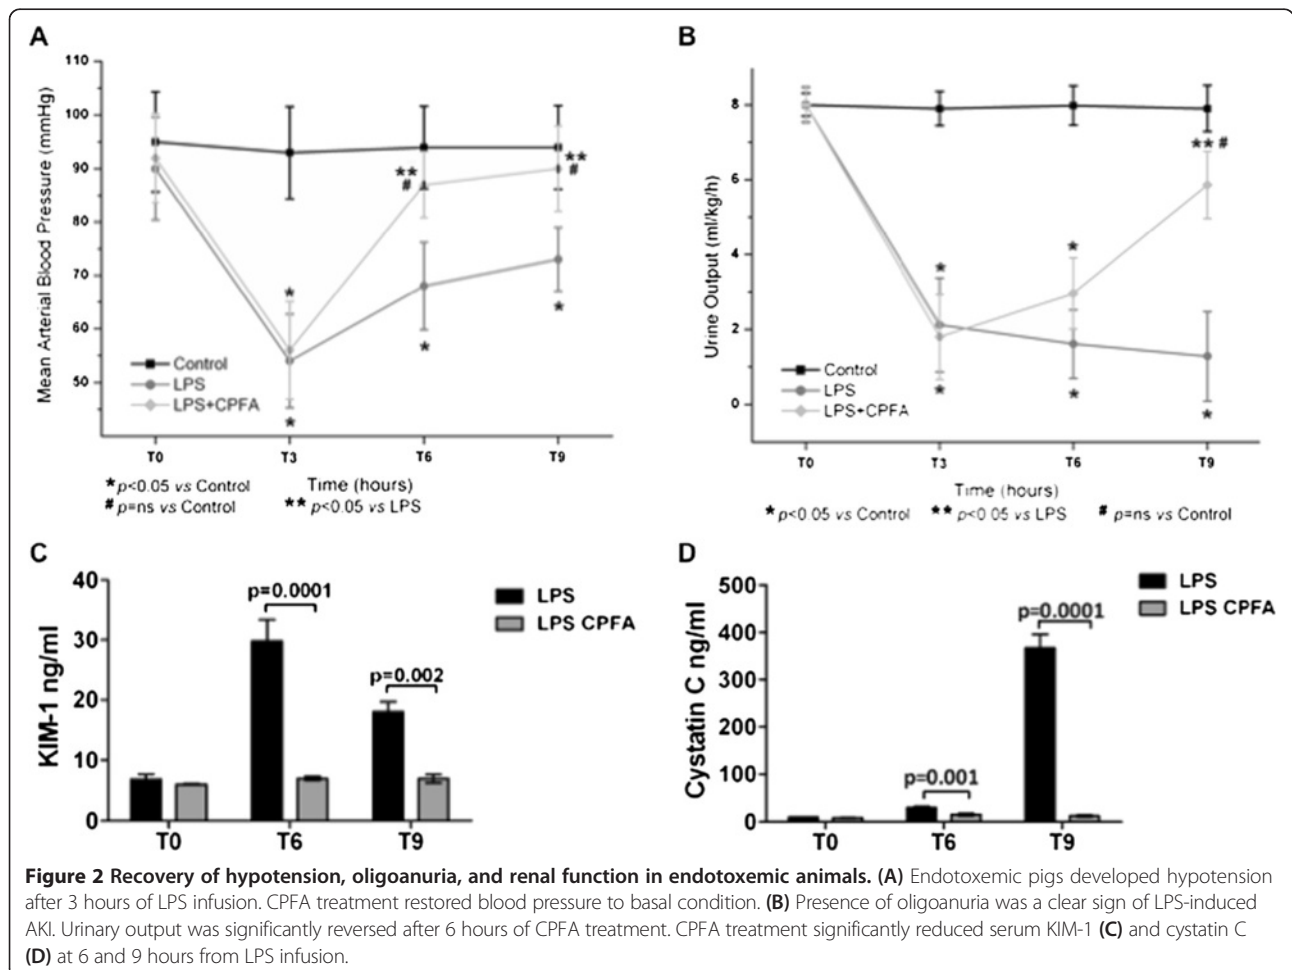 A
110
100
90
80
70
60
50
Mean Arterial Blood Pressure (mmHg)
**
#
**
#
*
*
*
*
Control
LPS
LPS+CPFA
T0 T3 T6 T9
Time (hours)
*p<0.05 vs Control
#p=ns vs Control
**p<0.05 vs LPS
B
8
6
4
2
0
Urine Output (ml/kg/h)
** #
*
*
*
*
*
Control
LPS
LPS+CPFA
T0 T3 T6 T9
Time (hours)
*p<0.05 vs Control **p<0.05 vs LPS #p=ns vs Control
C
40
30
20
10
0
KIM-1 ng/ml
p=0.0001
p=0.002
LPS
LPS CPFA
T0 T6 T9
D
500
400
300
200
100
0
Cystatin C ng/ml
p=0.0001
p=0.001
LPS
LPS CPFA
T0 T6 T9
Figure 2 Recovery of hypotension, oligoanuria, and renal function in endotoxemic animals. (A) Endotoxemic pigs developed hypotension
after 3 hours of LPS infusion. CPFA treatment restored blood pressure to basal condition. (B) Presence of oligoanuria was a clear sign of LPS-induced
AKI. Urinary output was significantly reversed after 6 hours of CPFA treatment. CPFA treatment significantly reduced serum KIM-1 (C) and cystatin C
(D) at 6 and 9 hours from LPS infusion.